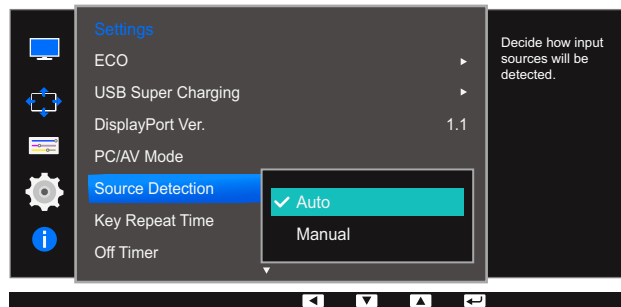 Settings
ECO
USB Super Charging
DisplayPort Ver. 1.1
PC/AV Mode
Source Detection
Auto
Manual
Key Repeat Time
Off Timer
Decide how input
sources will be
detected.